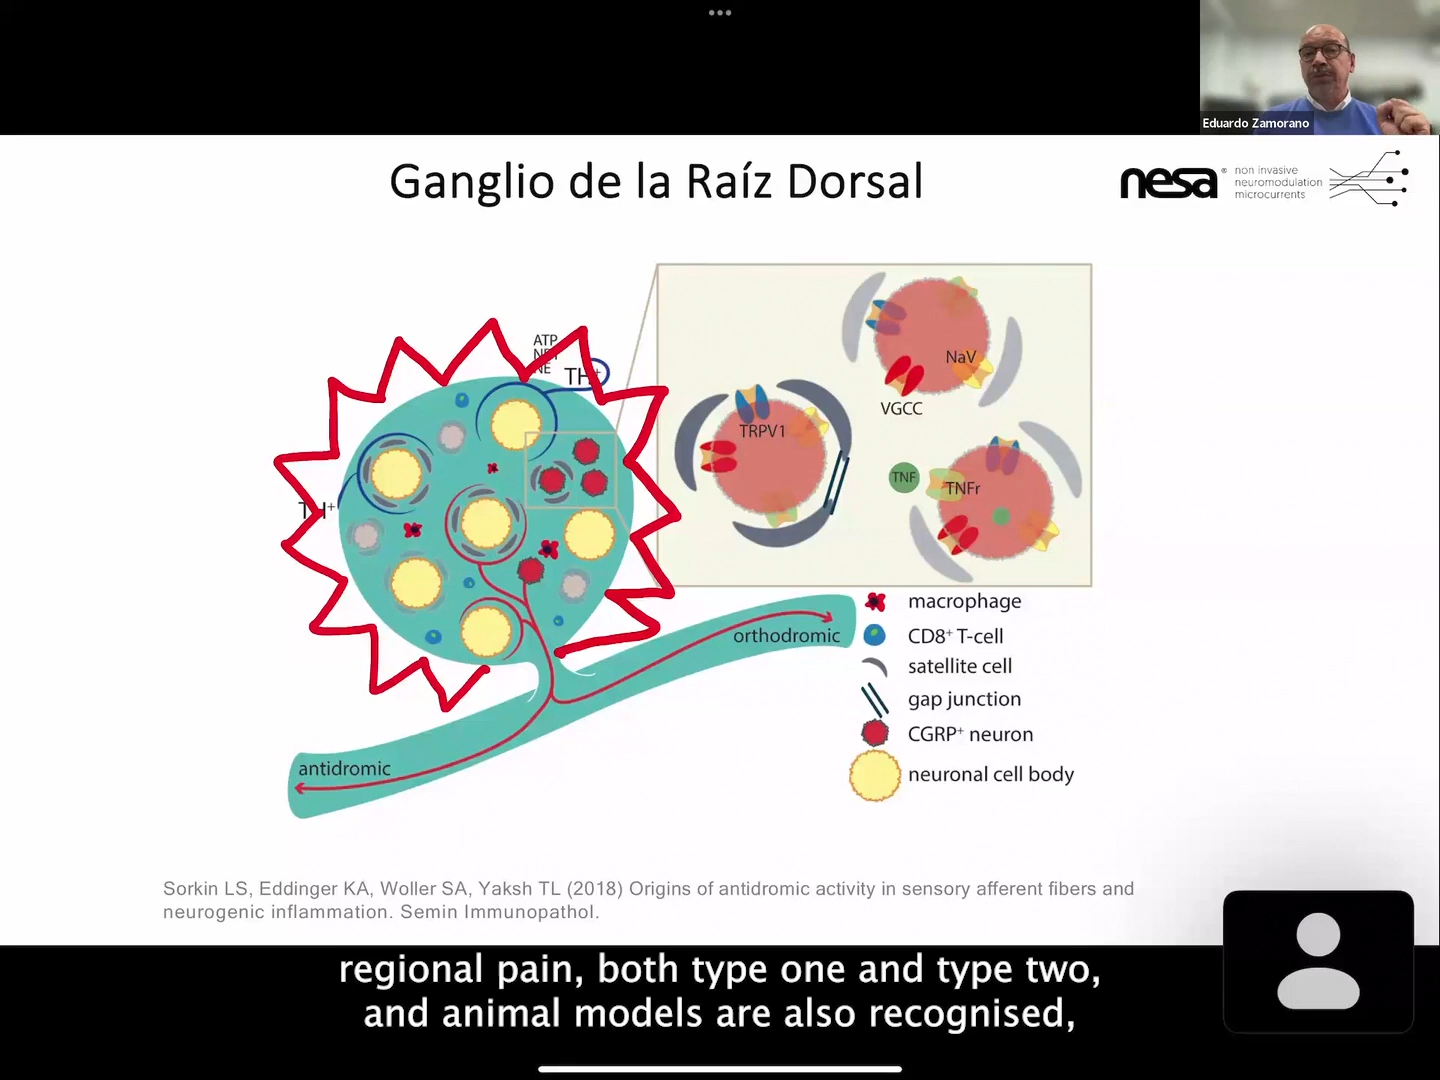 Eduardo Zamorano
Ganglio de la Raíz Dorsal
nesa®
non invasive
neuromodulation
microcurrents
ATP
NE
TH+
TH+
NaV
VGCC
TRPV1
TNF
TNFr
macrophage
CD8+ T-cell
satellite cell
gap junction
CGRP+ neuron
neuronal cell body
orthodromic
antidromic
Sorkin LS, Eddinger KA, Woller SA, Yaksh TL (2018) Origins of antidromic activity in sensory afferent fibers and
neurogenic inflammation. Semin Immunopathol.
regional pain, both type one and type two,
and animal models are also recognised,